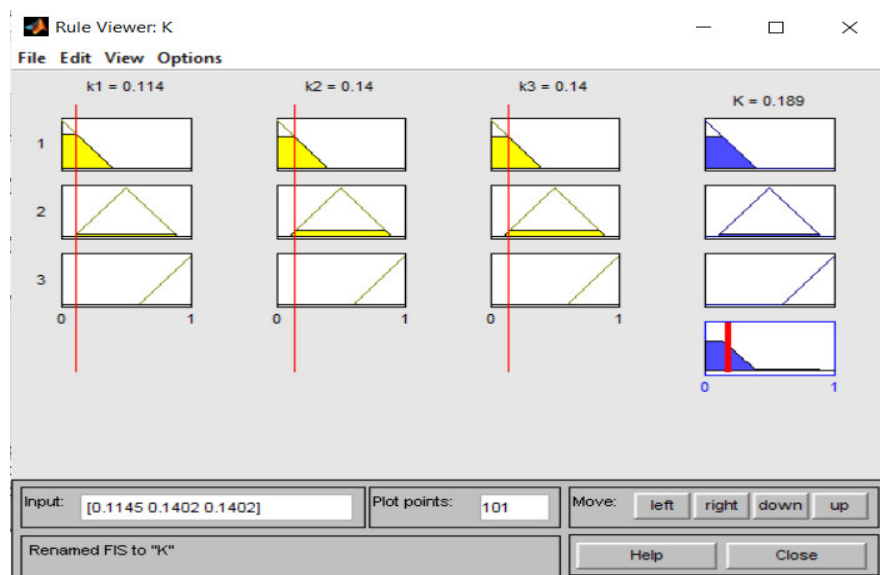 Rule Viewer: K
File Edit View Options
k1 = 0.114 k2 = 0.14 k3 = 0.14 K = 0.189
1
2
3
0 1 0 1 0 1
0 1
Input: [0.1145 0.1402 0.1402] Plot points: 101 Move: left right down up
Renamed FIS to "K" Help Close